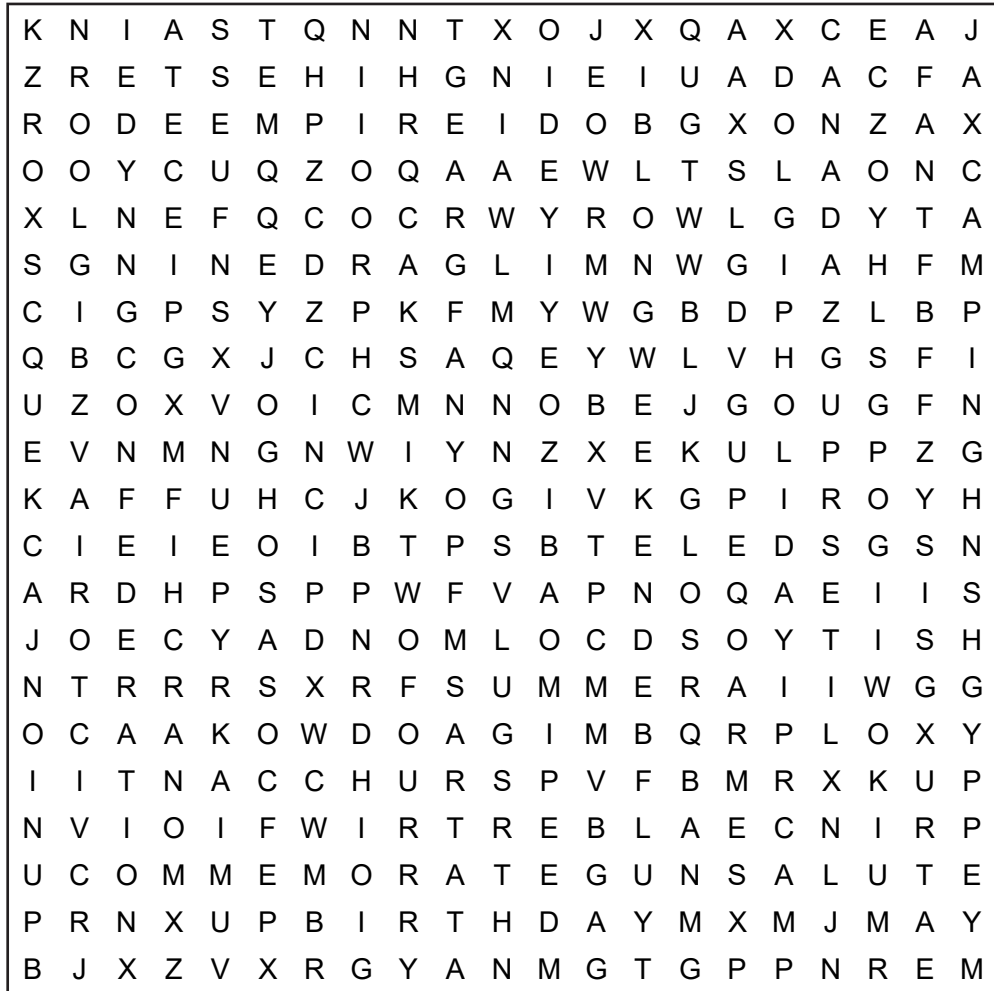 K N I A S T Q N N T X O J X Q A X C E A J
Z R E T S E H I H G N I E I U A D A C F A
R O D E E M P I R E I D O B G X O N Z A X
O O Y C U Q Z O Q A A E W L T S L A O N C
X L N E F Q C O C R W Y R O W L G D Y T A
S G N I N E D R A G L I M N W G I A H F M
C I G P S Y Z P K F M Y W G B D P Z L B P
Q B C G X J C H S A Q E Y W L V H G S F I
U Z O X V O I C M N N O B E J G O U G F N
E V N M N G N W I Y N Z X E K U L P P Z G
K A F F U H C J K O G I V K G P I R O Y H
C I E I E O I B T P S B T E L E D S G S N
A R D H P S P P W F V A P N O Q A E I I S
J O E C Y A D N O M L O C D S O Y T I S H
N T R R R S X R F S U M M E R A I I W G G
O C A A K O W D O A G I M B Q R P L O X Y
I I T N A C C H U R S P V F B M R X K U P
N V I O I F W I R T R E B L A E C N I R P
U C O M M E M O R A T E G U N S A L U T E
P R N X U P B I R T H D A Y M X M J M A Y
B J X Z V X R G Y A N M G T G P P N R E M